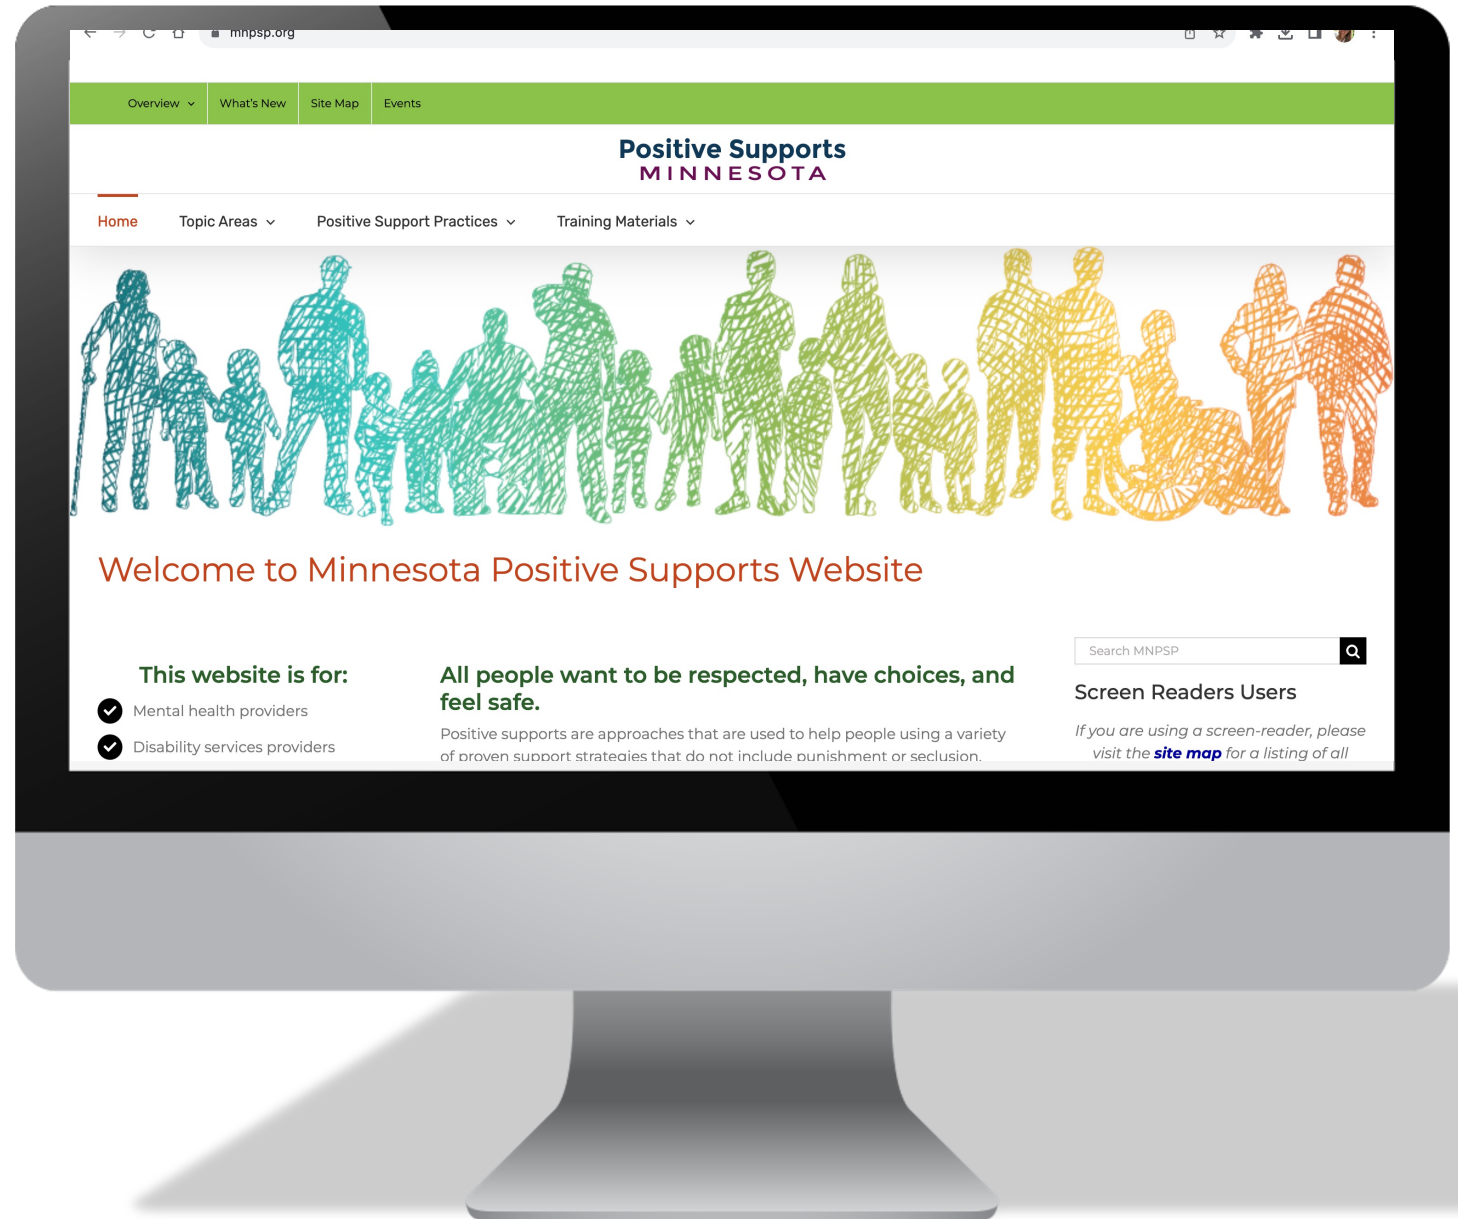 mnpsp.org
Overview
What's New
Site Map
Events
Positive Supports
MINNESOTA
Home
Topic Areas
Positive Support Practices
Training Materials
Welcome to Minnesota Positive Supports Website
This website is for:
Mental health providers
Disability services providers
All people want to be respected, have choices, and
feel safe.
Positive supports are approaches that are used to help people using a variety
of proven support strategies that do not include punishment or seclusion.
Search MNPSP
Screen Readers Users
If you are using a screen-reader, please
visit the site map for a listing of all